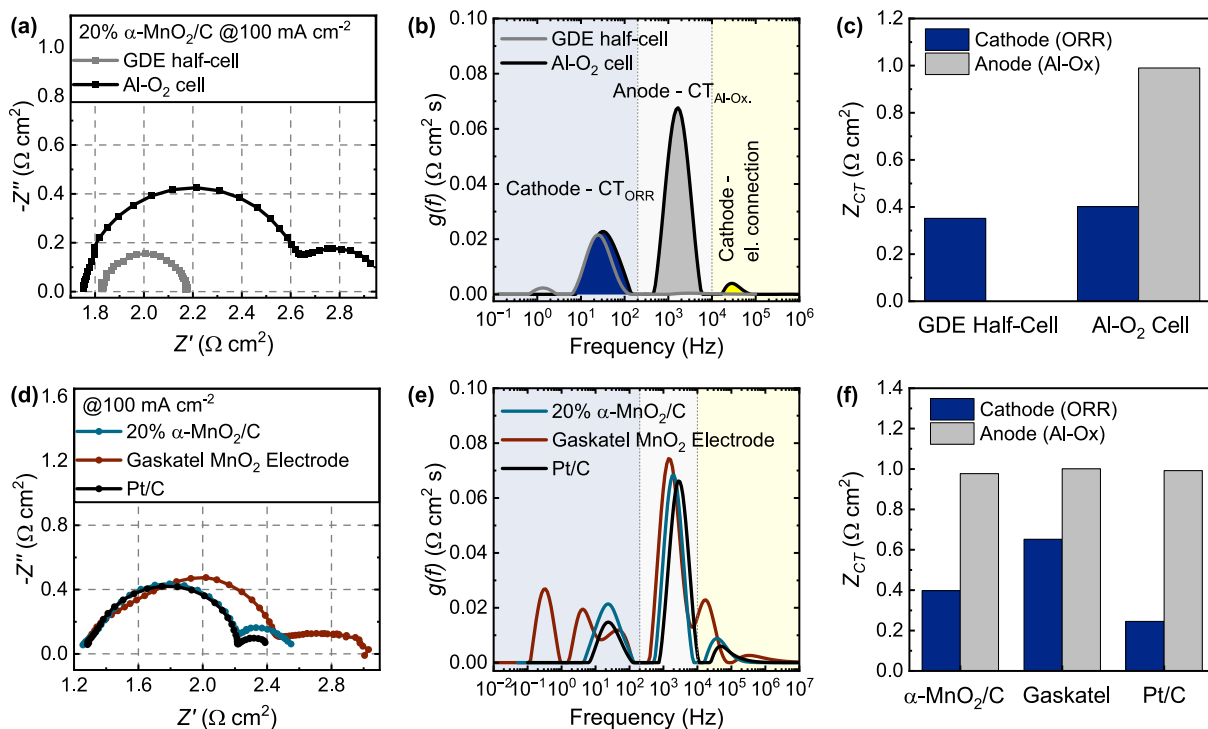 (a)
20% α-MnO₂/C @100 mA cm⁻²
GDE half-cell
Al-O₂ cell
1.0
0.8
0.6
0.4
0.2
0.0
-Z″ (Ω cm²)
1.8 2.0 2.2 2.4 2.6 2.8
Z′ (Ω cm²)
(b)
GDE half-cell
Al-O₂ cell
Anode - CT_Al-Ox.
Cathode - CT_ORR
Cathode -
el. connection
0.10
0.08
0.06
0.04
0.02
0.00
g(f) (Ω cm² s)
10⁻¹ 10⁰ 10¹ 10² 10³ 10⁴ 10⁵ 10⁶
Frequency (Hz)
(c)
Cathode (ORR)
Anode (Al-Ox)
1.2
1.0
0.8
0.6
0.4
0.2
0.0
Z_CT (Ω cm²)
GDE Half-Cell Al-O₂ Cell
(d)
@100 mA cm⁻²
20% α-MnO₂/C
Gaskatel MnO₂ Electrode
Pt/C
1.6
1.2
0.8
0.4
0.0
-Z″ (Ω cm²)
1.2 1.6 2.0 2.4 2.8
Z′ (Ω cm²)
(e)
20% α-MnO₂/C
Gaskatel MnO₂ Electrode
Pt/C
0.10
0.08
0.06
0.04
0.02
0.00
g(f) (Ω cm² s)
10⁻² 10⁻¹ 10⁰ 10¹ 10² 10³ 10⁴ 10⁵ 10⁶ 10⁷
Frequency (Hz)
(f)
Cathode (ORR)
Anode (Al-Ox)
1.4
1.2
1.0
0.8
0.6
0.4
0.2
0.0
Z_CT (Ω cm²)
α-MnO₂/C Gaskatel Pt/C